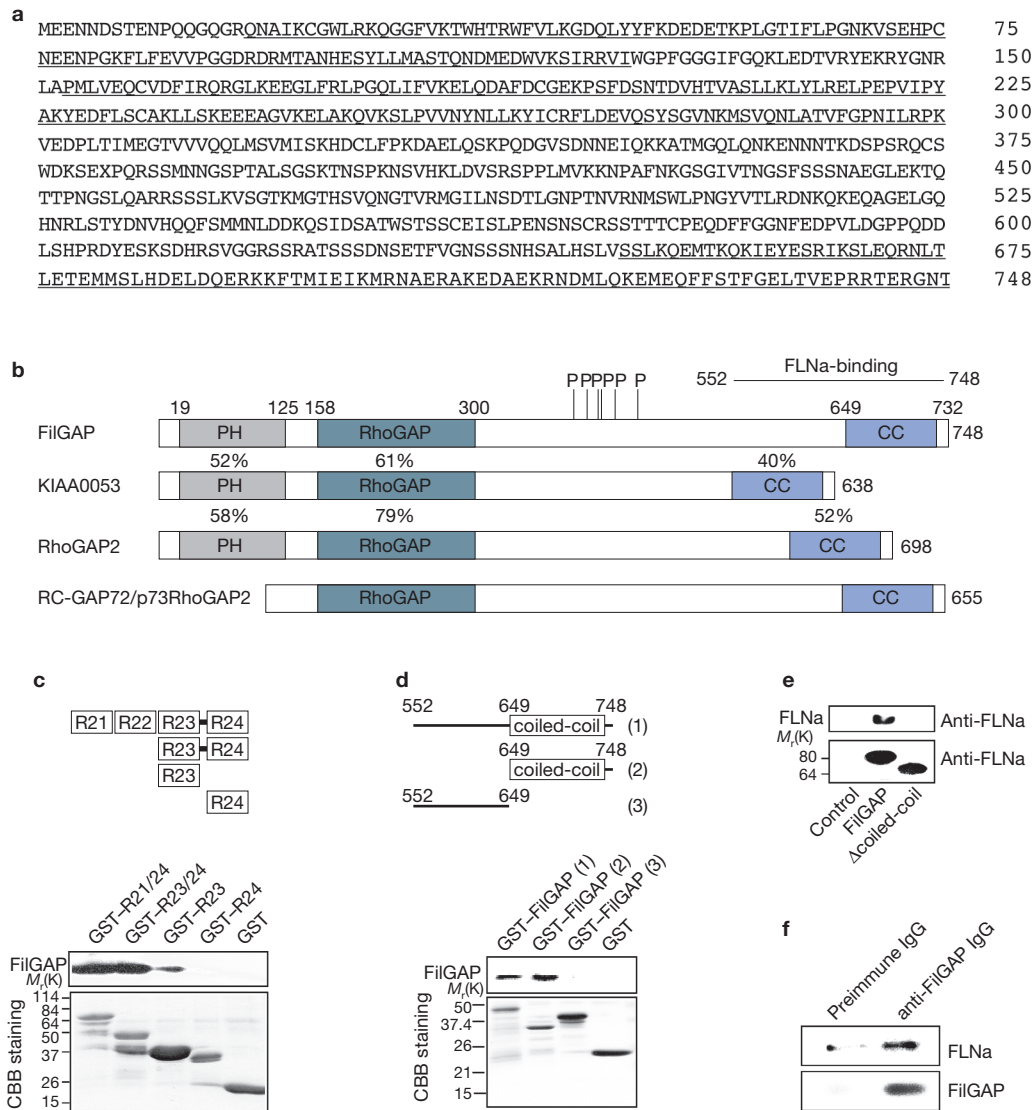 a
MEENNDSTENPQQGQGRQNAIKCGWLRKQGGFVKTWHTRWFVLKGDQLYYFKDEDETKPLGTIFLPGNKVSEHPC 75
NEENPGKFLFEVVPGGDRDRMTANHESYLLMASTQNDMEDWVKSIRRVIWGPFGGGIFGQKLEDTVRYEKRYGNR 150
LAPMLVEQCVDFIRQRGLKEEGLFRLPGQLIFVKELQDAFDCGEKPSFDSNTDVHTVASLLKLYLRELPEPVIPY 225
AKYEDFLSCAKLLSKEEEAGVKELAKQVKSLPVVNYNLLKYICRFLDEVQSYSGVNKMSVQNLATVFGPNILRPK 300
VEDPLTIMEGTVVVQQLMSVMISKHDCLFPKDAELQSKPQDGVSDNNEIQKKATMGQLQNKENNNTKDSPSRQCS 375
WDKSEXPQRSSMNNGSPTALSGSKTNSPKNSVHKLDVSRSPPLMVKKNPAFNKGSGIVTNGSFSSSNAEGLEKTQ 450
TTPNGSLQARRSSSLKVSGTKMGTHSVQNGTVRMGILNSDTLGNPTNVRNMSWLPNGYVTLRDNKQKEQAGELGQ 525
HNRLSTYDNVHQQFSMMNLDDKQSIDSATWSTSSCEISLPENSNSCRSSTTTCPEQDFFGGNFEDPVLDGPPQDD 600
LSHPRDYESKSDHRSVGGRSSRATSSSDNSETFVGNSSSNHSALHSLVSSLKQEMTKQKIEYESRIKSLEQRNLT 675
LETEMMSLHDELDQERKKFTMIEIKMRNAERAKEDAEKRNDMLQKEMEQFFSTFGELTVEPRRTERGNT 748
b
P PPPP P 552 FLNa-binding 748
19 125 158 300 649 732
FilGAP PH RhoGAP CC 748
52% 61% 40%
KIAA0053 PH RhoGAP CC 638
58% 79% 52%
RhoGAP2 PH RhoGAP CC 698
RC-GAP72/p73RhoGAP2 RhoGAP CC 655
c
R21 R22 R23 R24
R23 R24
R23
R24
GST–R21/24 GST–R23/24 GST–R23 GST–R24 GST
FilGAP
Mr(K)
114
84
64
50
37
26
15
CBB staining
d
552 649 748
coiled-coil (1)
649 748
coiled-coil (2)
552 649
(3)
GST–FilGAP (1) GST–FilGAP (2) GST–FilGAP (3) GST
FilGAP
Mr(K)
50
37.4
26
21
15
CBB staining
e
FLNa Anti-FLNa
Mr(K)
80
64
Anti-FLNa
Control FilGAP Δcoiled-coil
f
Preimmune IgG anti-FilGAP IgG
FLNa
FilGAP